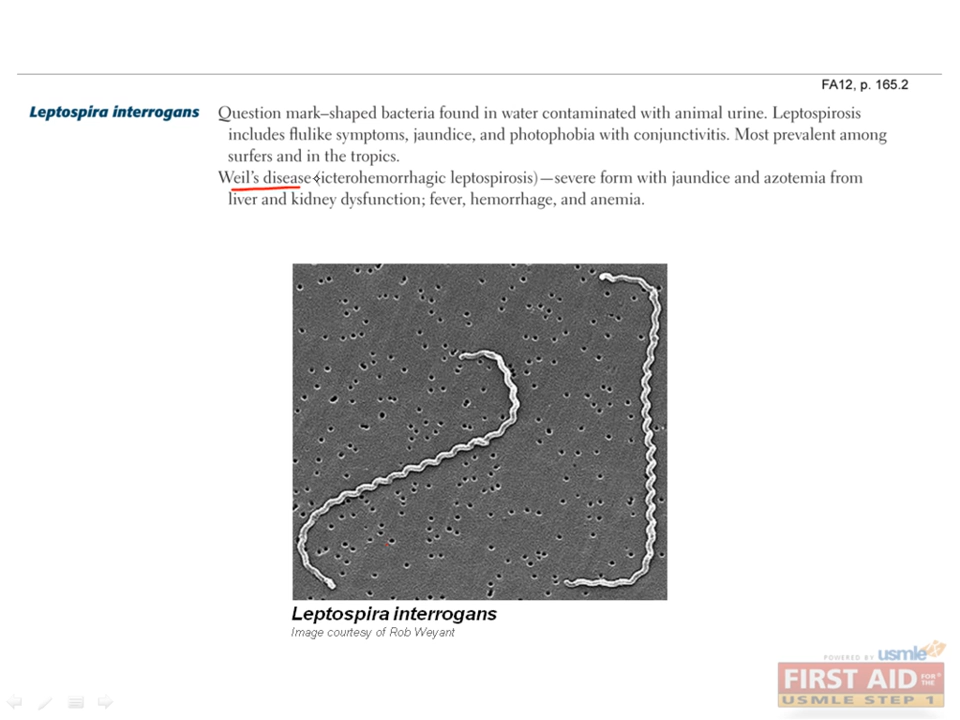 FA12, p. 165.2
Leptospira interrogans
Question mark–shaped bacteria found in water contaminated with animal urine. Leptospirosis
includes flulike symptoms, jaundice, and photophobia with conjunctivitis. Most prevalent among
surfers and in the tropics.
Weil's disease (icterohemorrhagic leptospirosis)—severe form with jaundice and azotemia from
liver and kidney dysfunction; fever, hemorrhage, and anemia.
Leptospira interrogans
Image courtesy of Rob Weyant
POWERED BY usmle
FIRST AID FOR THE®
USMLE STEP 1